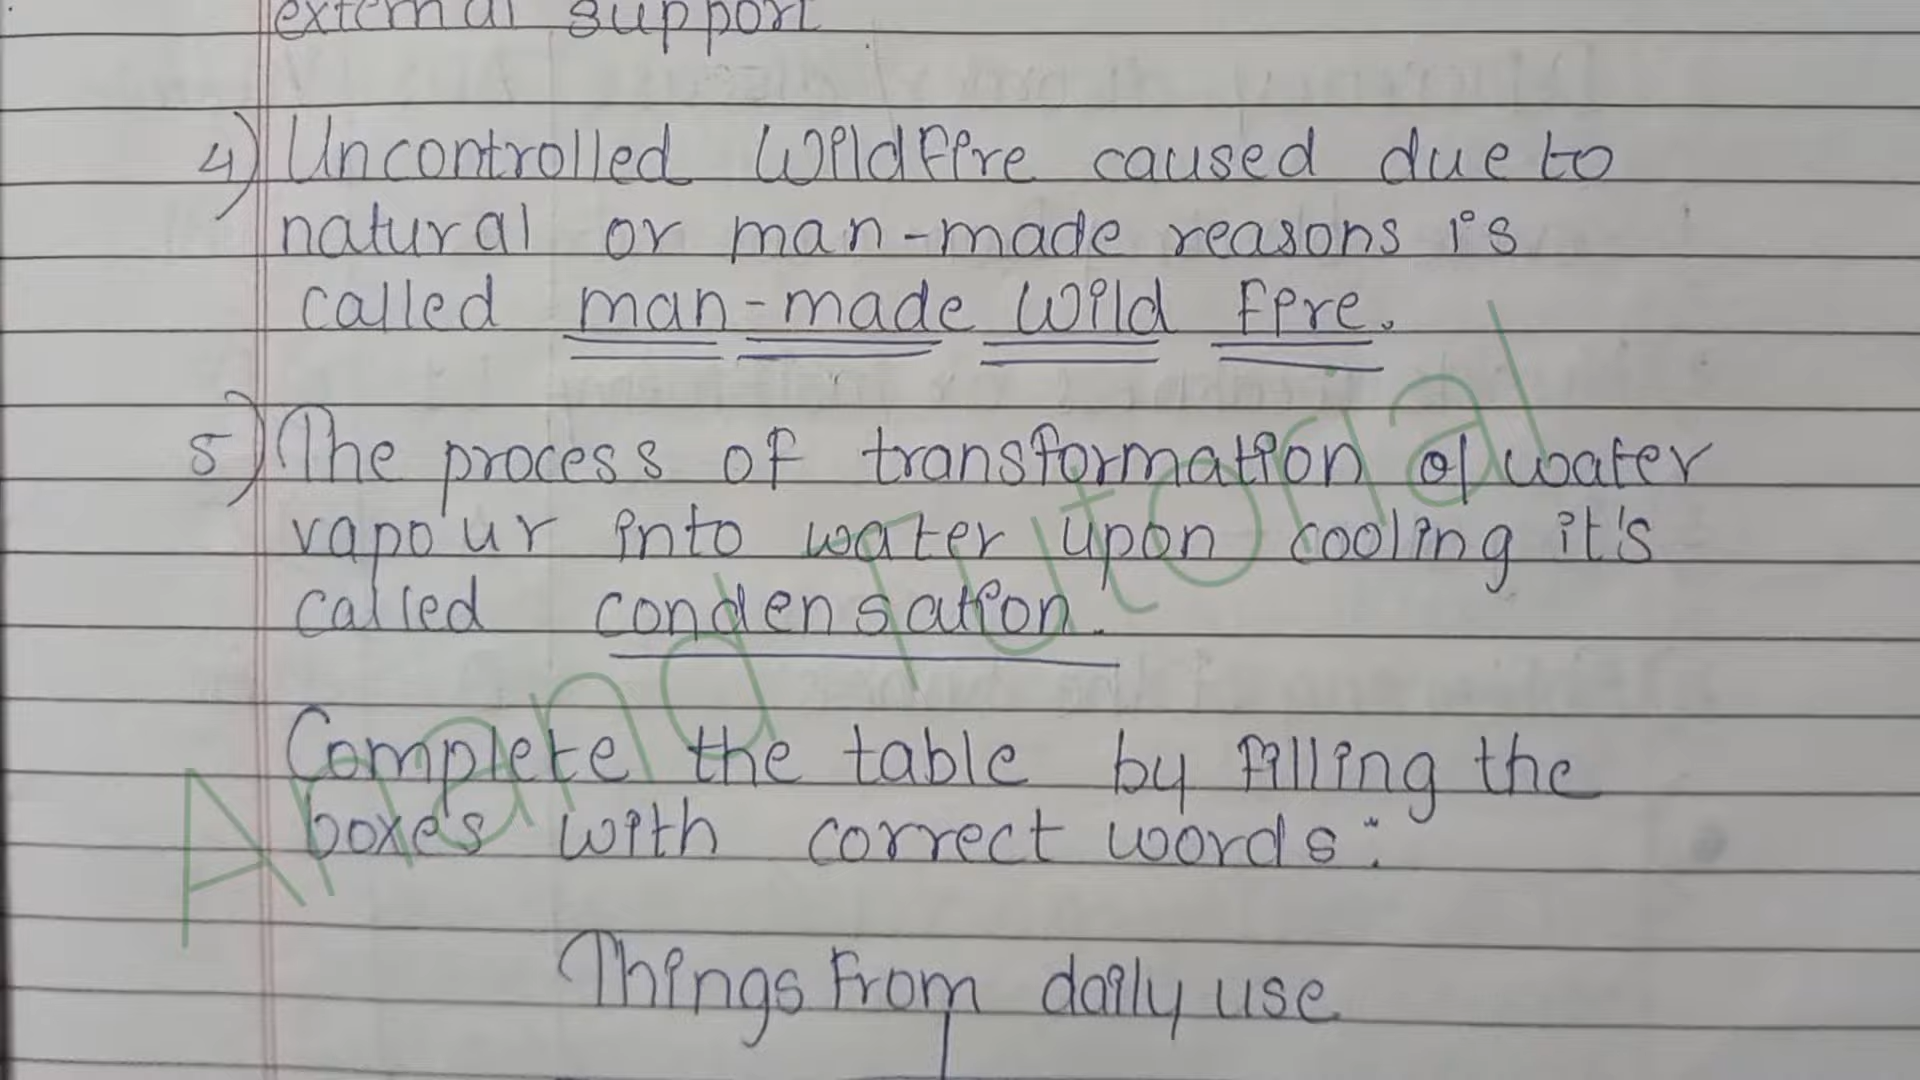 external support
4) Uncontrolled Wildfire caused due to
natural or man-made reasons is
called man-made Wild Fire.
5) The process of transformation of water
vapour into water upon cooling it's
called condensation.
Complete the table by filling the
boxes with correct words:
Things From daily use
Anand Tutorial